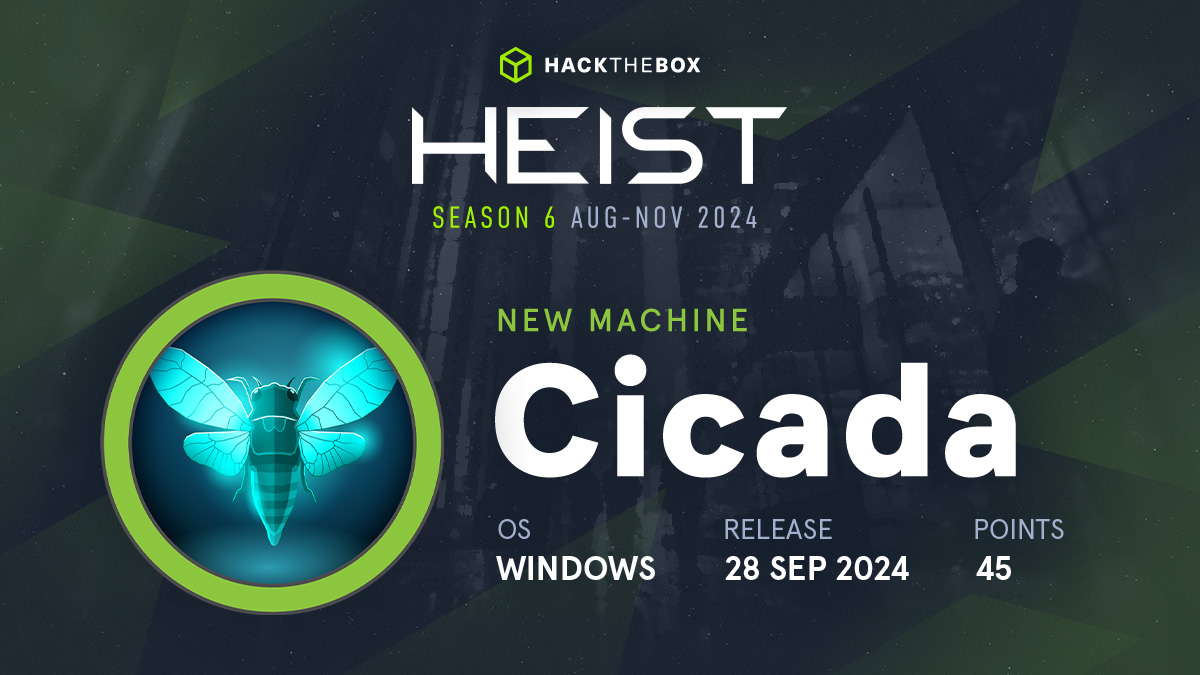 HACKTHEBOX
HEIST
SEASON 6 AUG-NOV 2024
NEW MACHINE
Cicada
OS RELEASE POINTS
WINDOWS 28 SEP 2024 45